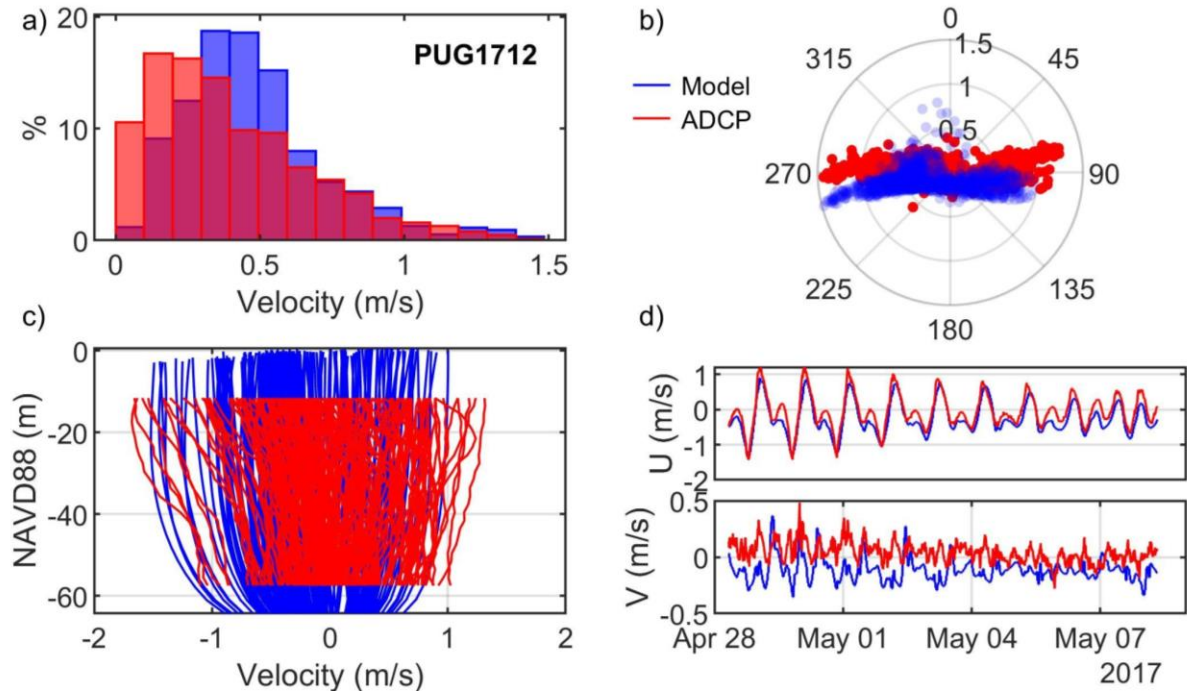 a)
20
10
0
%
PUG1712
0 0.5 1 1.5
Velocity (m/s)
b)
Model
ADCP
0
45
90
135
180
225
270
315
1.5
1
0.5
c)
0
-20
-40
-60
NAVD88 (m)
-2 -1 0 1 2
Velocity (m/s)
d)
1
0
-1
-2
U (m/s)
0.5
0
-0.5
V (m/s)
Apr 28 May 01 May 04 May 07
2017